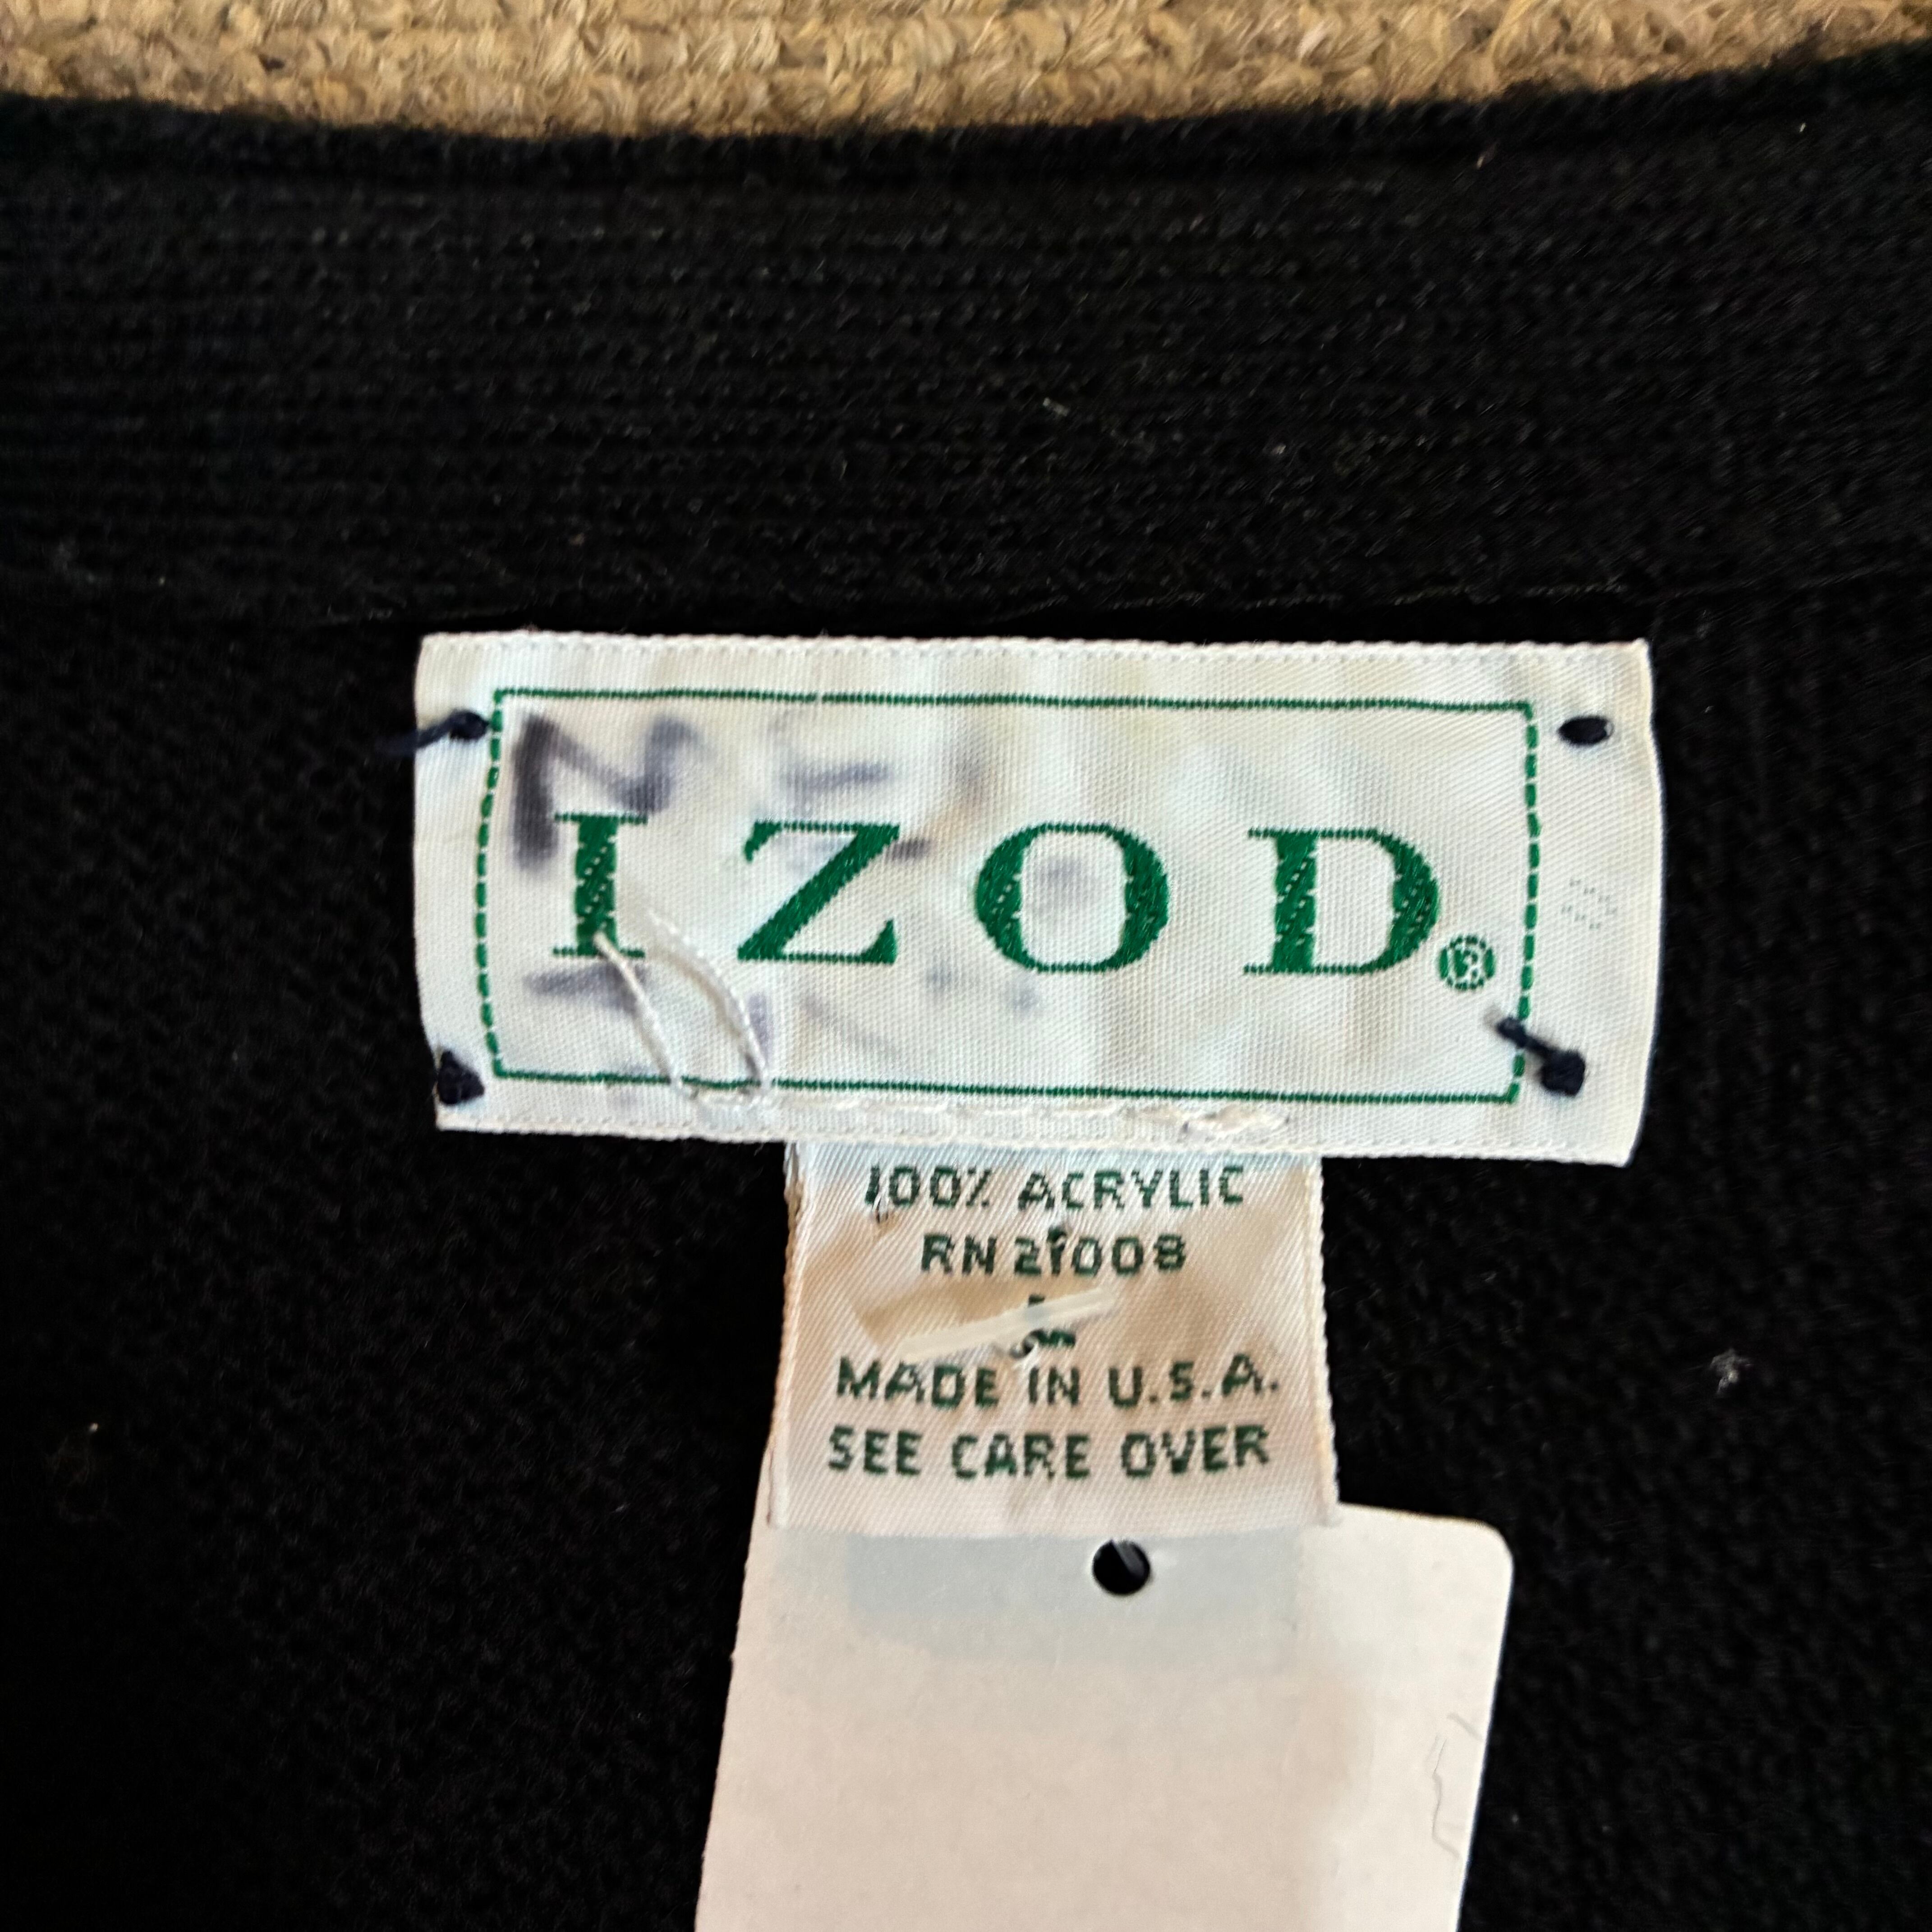 IZOD®
100% ACRYLIC
RN 21008
L
MADE IN U.S.A.
SEE CARE OVER